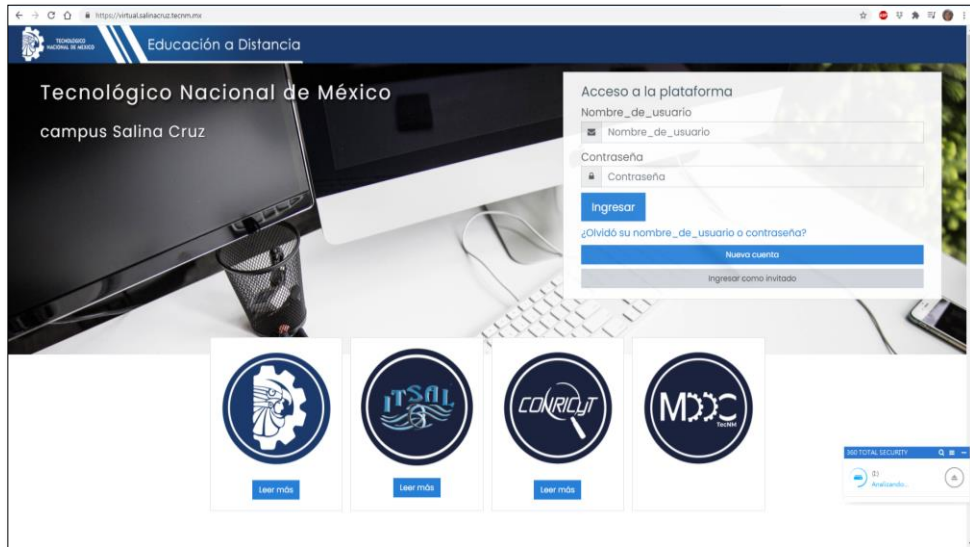 https://virtual.salinacruz.tecnm.mx
TECNOLÓGICO
NACIONAL DE MÉXICO
Educación a Distancia
Tecnológico Nacional de México
campus Salina Cruz
Acceso a la plataforma
Nombre_de_usuario
Nombre_de_usuario
Contraseña
Contraseña
Ingresar
¿Olvidó su nombre_de_usuario o contraseña?
Nueva cuenta
Ingresar como invitado
ITSAL
CONRICYT
MDDC
TecNM
Leer más
Leer más
Leer más
360 TOTAL SECURITY
(1)
Analizando...